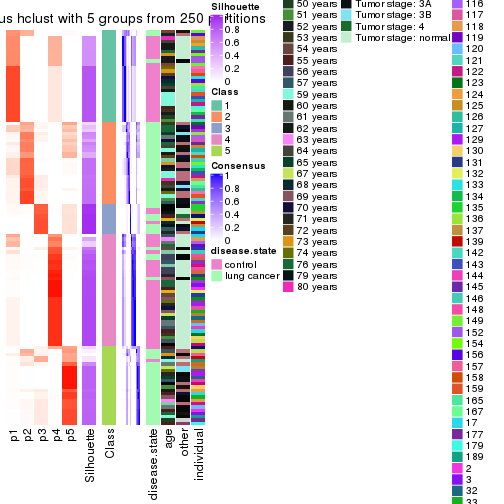 us hclust with 5 groups from 250 partitions
Silhouette
1
0.8
0.6
0.4
0.2
0
Class
1
2
3
4
5
Consensus
1
0.8
0.6
0.4
0.2
0
disease.state
control
lung cancer
p1
p2
p3
p4
p5
Silhouette
Class
disease.state
age
other
individual
50 years
51 years
52 years
53 years
54 years
55 years
56 years
57 years
59 years
60 years
61 years
62 years
63 years
64 years
65 years
67 years
68 years
69 years
70 years
71 years
72 years
73 years
74 years
76 years
79 years
80 years
Tumor stage: 3A
Tumor stage: 3B
Tumor stage: 4
Tumor stage: normal
116
117
118
119
120
121
122
123
124
125
126
127
129
130
131
132
133
134
135
136
137
139
142
143
144
145
146
148
149
152
154
156
157
158
159
165
167
17
177
179
189
2
3
32
33